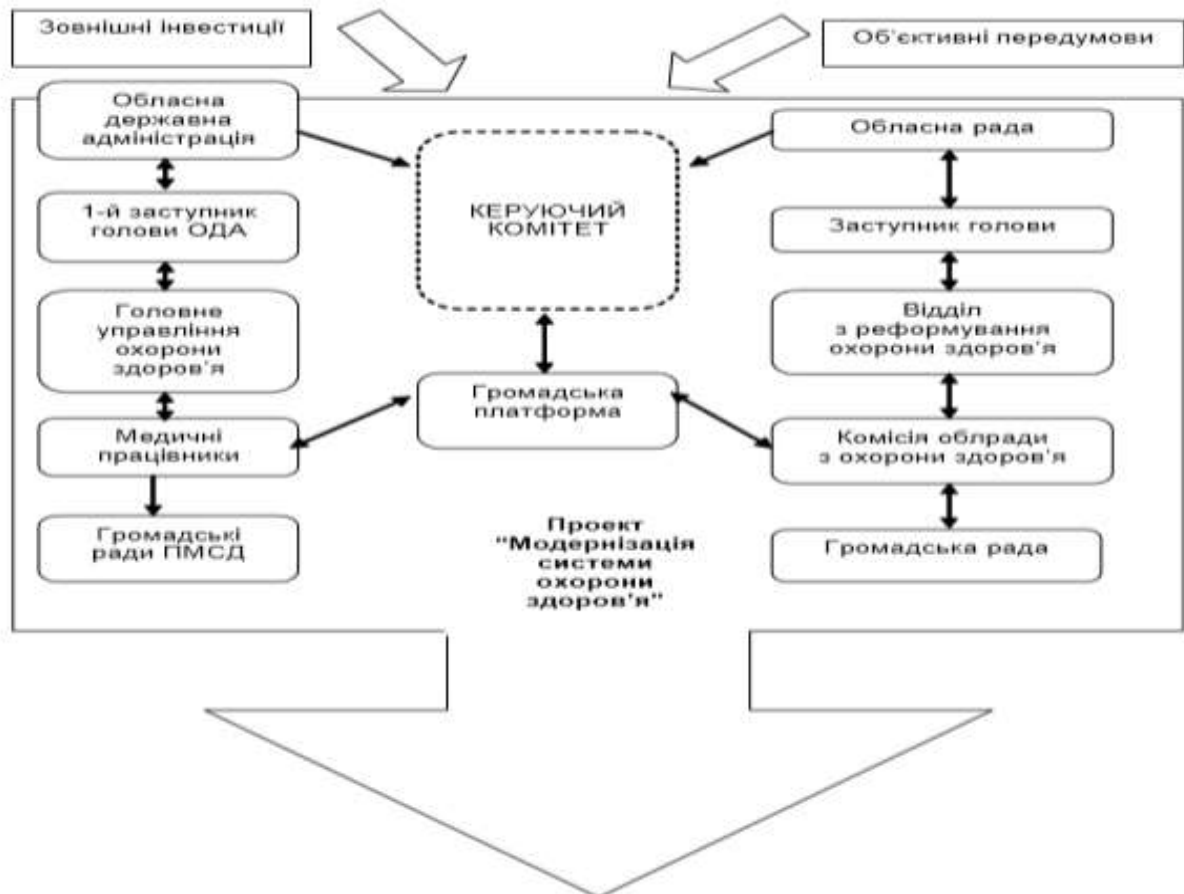 Зовнішні інвестиції
Об'єктивні передумови
Обласна
державна
адміністрація
1-й заступник
голови ОДА
Головне
управління
охорони
здоров'я
Медичні
працівники
Громадські
ради ПМСД
КЕРУЮЧИЙ
КОМІТЕТ
Громадська
платформа
Проект
"Модернізація
системи
охорони
здоров'я"
Обласна рада
Заступник голови
Відділ
з реформування
охорони здоров'я
Комісія облради
з охорони здоров'я
Громадська рада